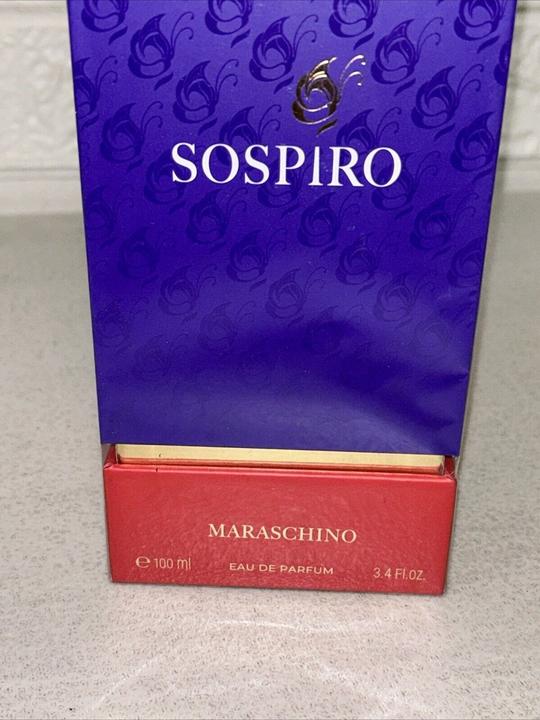 SOSPIRO
MARASCHINO
℮ 100 ml EAU DE PARFUM 3.4 Fl.oz.